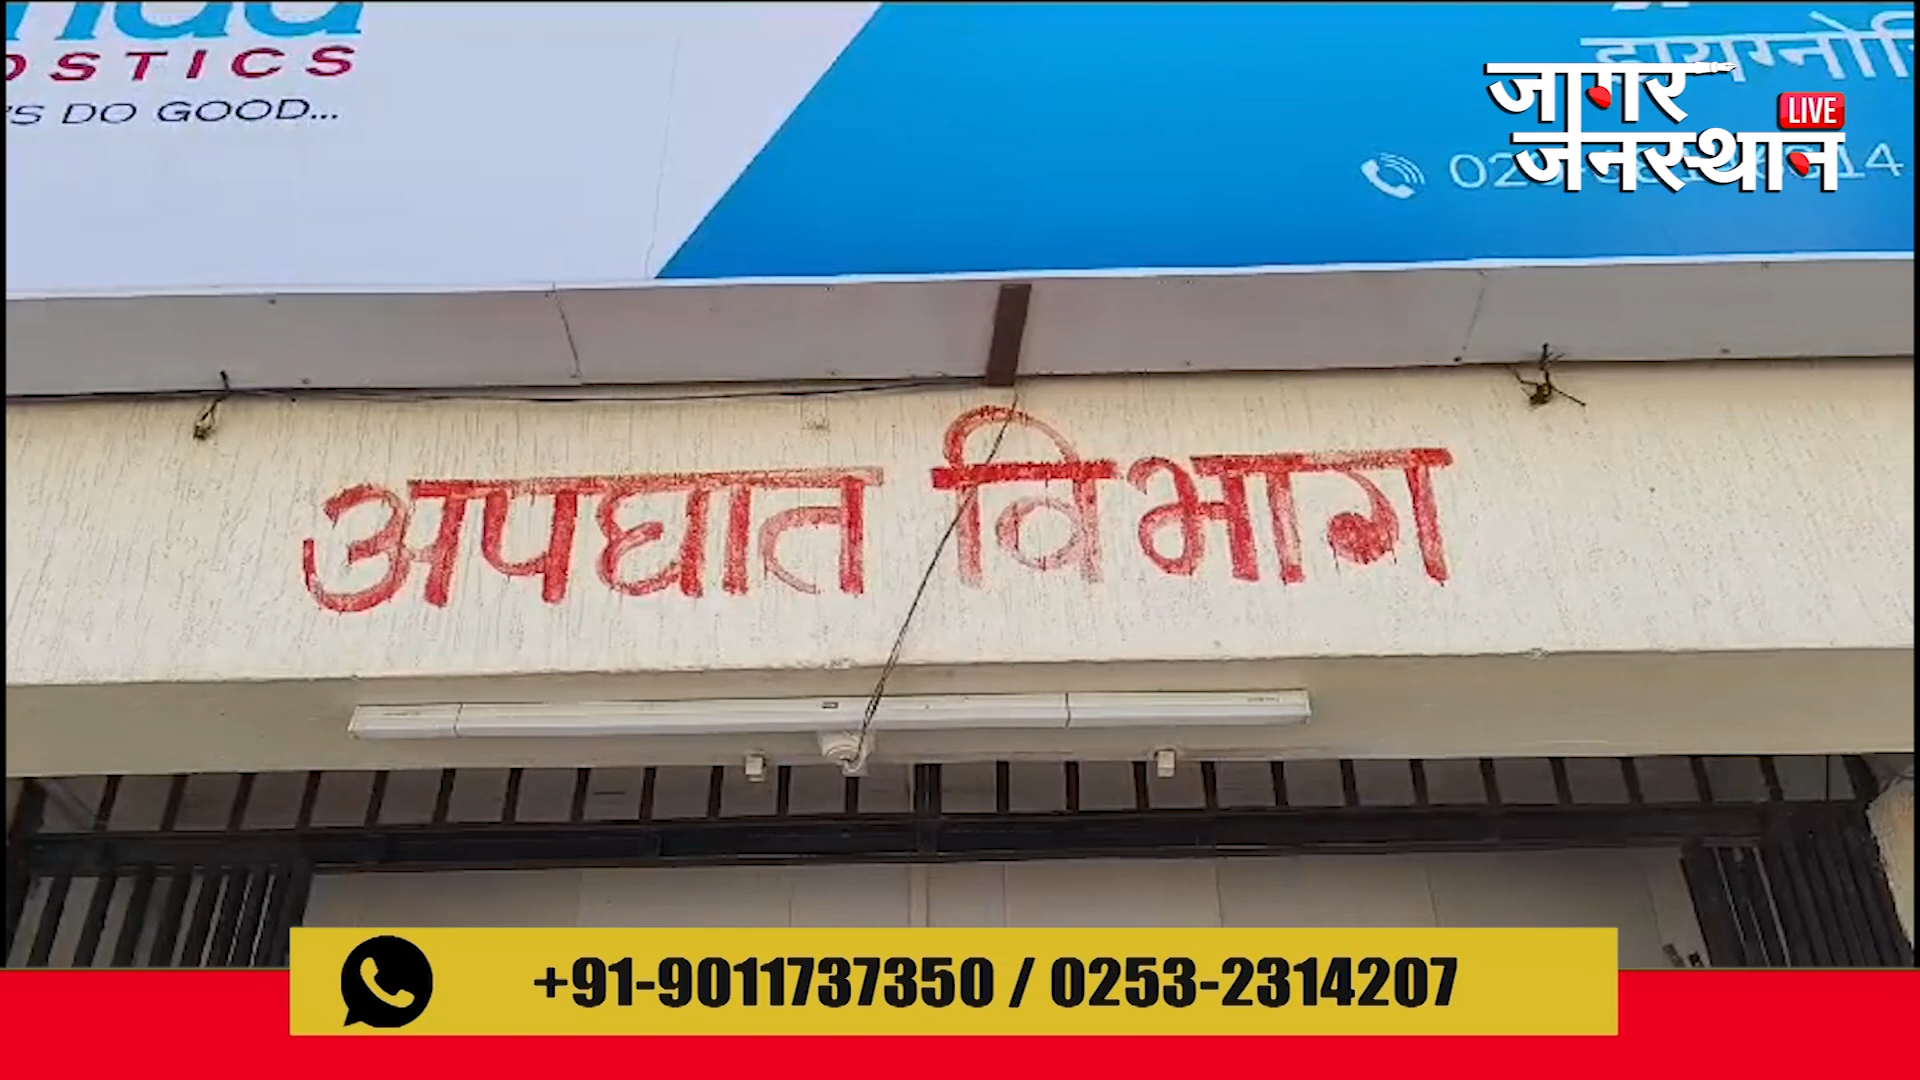 OSTICS
'S DO GOOD...
जागर
LIVE
जनस्थान
अपघात विभाग
+91-9011737350 / 0253-2314207